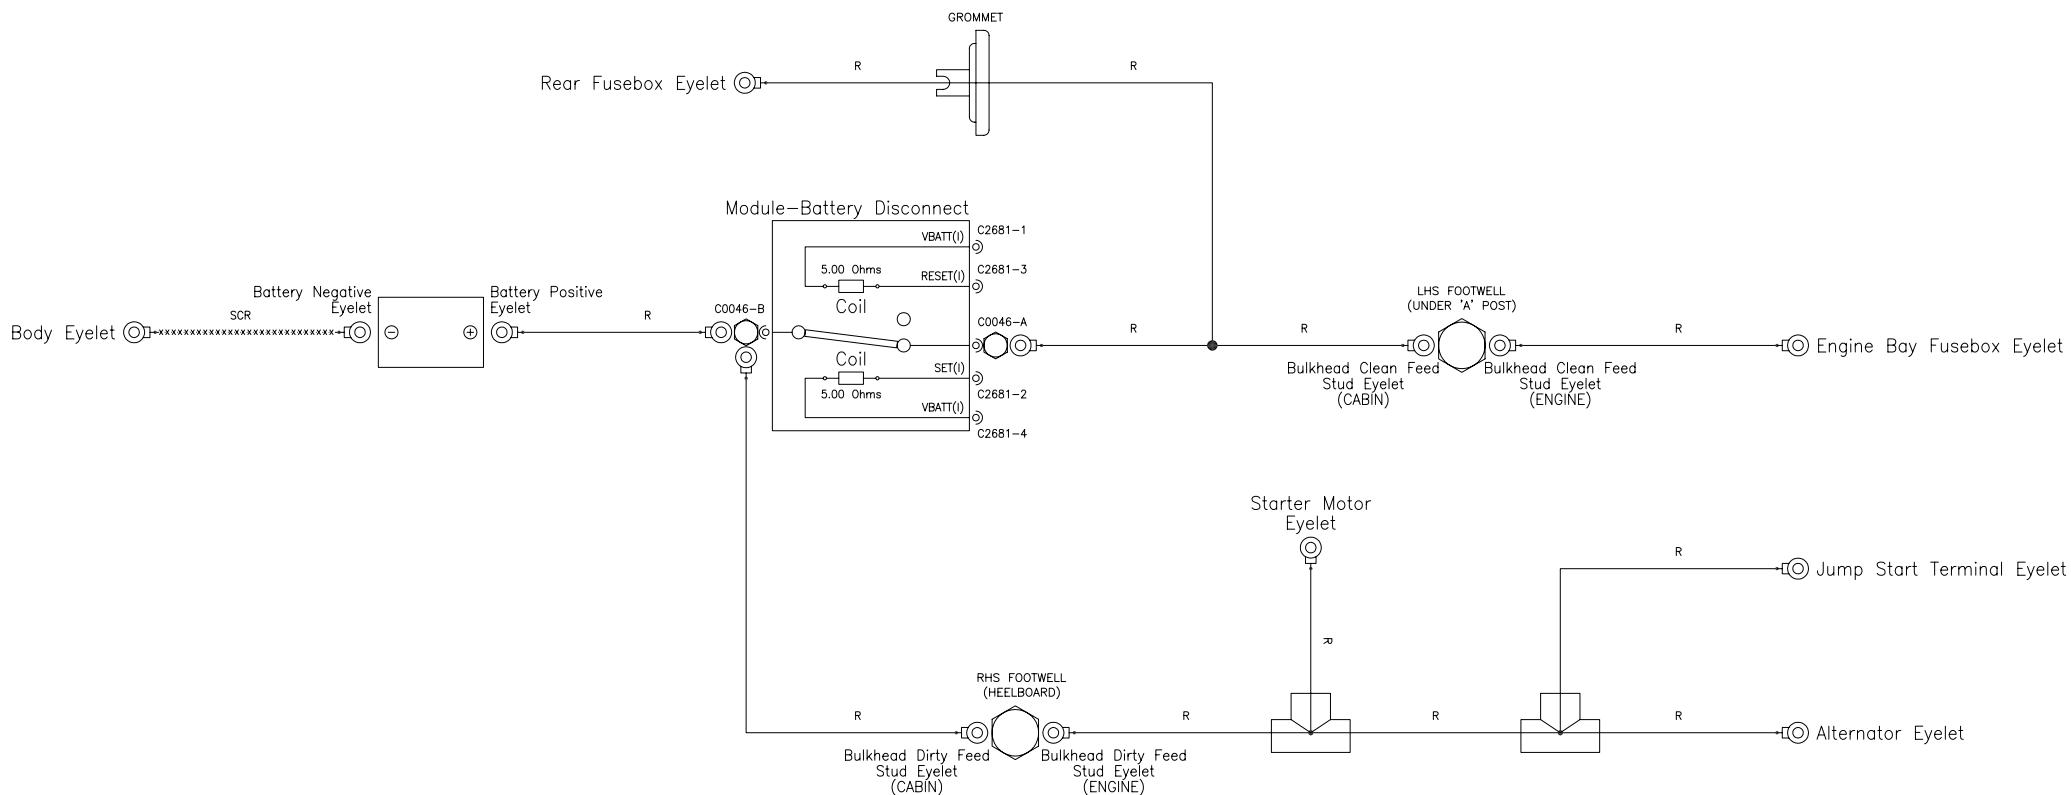 GROMMET
R
R
Rear Fusebox Eyelet
Module-Battery Disconnect
C2681-1
VBATT(I)
5.00 Ohms
RESET(I)
C2681-3
Coil
Battery Negative
Eyelet
Battery Positive
Eyelet
SCR
R
C0046-B
C0046-A
Body Eyelet
−
+
Coil
SET(I)
5.00 Ohms
C2681-2
VBATT(I)
C2681-4
R
R
LHS FOOTWELL
(UNDER 'A' POST)
R
Engine Bay Fusebox Eyelet
Bulkhead Clean Feed
Stud Eyelet
(CABIN)
Bulkhead Clean Feed
Stud Eyelet
(ENGINE)
Starter Motor
Eyelet
R
R
Jump Start Terminal Eyelet
RHS FOOTWELL
(HEELBOARD)
R
R
R
R
Alternator Eyelet
Bulkhead Dirty Feed
Stud Eyelet
(CABIN)
Bulkhead Dirty Feed
Stud Eyelet
(ENGINE)